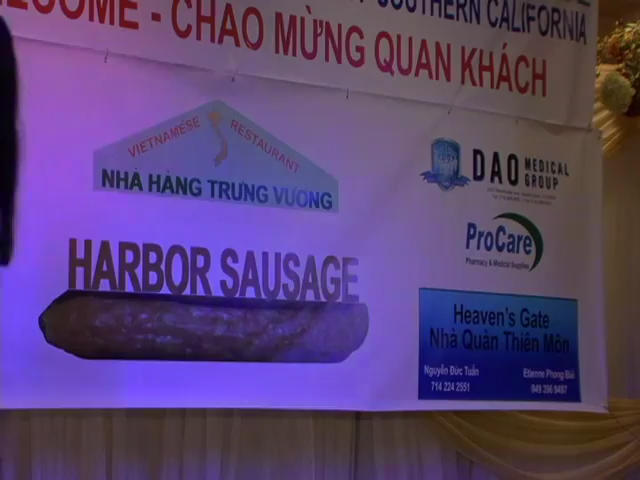 SOUTHERN CALIFORNIA
WELCOME - CHAO MỪNG QUAN KHÁCH
VIETNAMESE RESTAURANT
NHÀ HÀNG TRƯNG VƯƠNG
HARBOR SAUSAGE
DAO MEDICAL
GROUP
ProCare
Pharmacy & Medical Supplies
Heaven's Gate
Nhà Quàn Thiên Môn
Nguyễn Đức Tuấn
714 224 2551
Etienne Phong Bùi